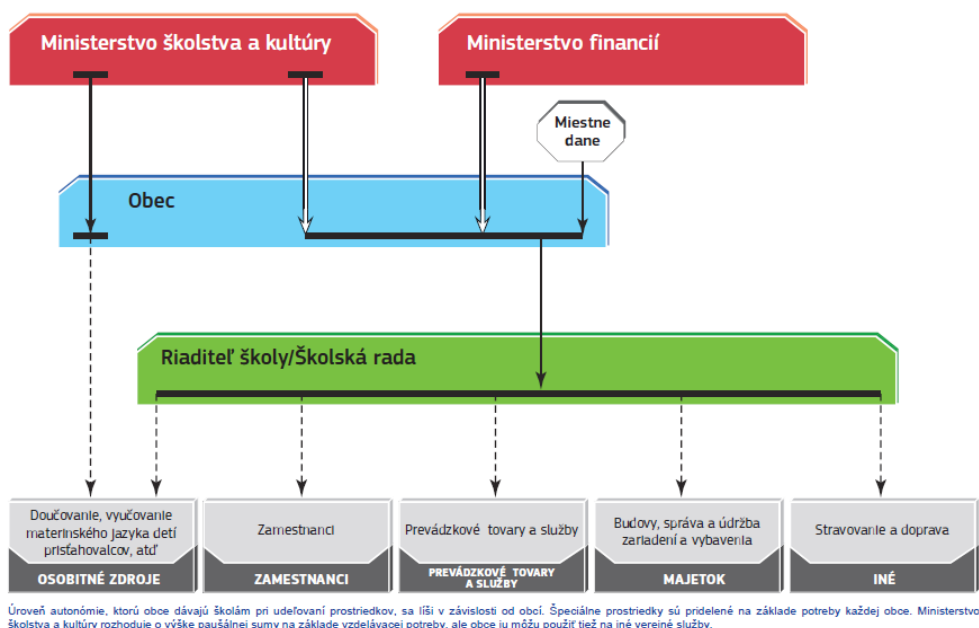 Ministerstvo školstva a kultúry
Ministerstvo financií
Miestne
dane
Obec
Riaditeľ školy/Školská rada
Doučovanie, vyučovanie
materinského jazyka detí
prisťahovalcov, atď
OSOBITNÉ ZDROJE
Zamestnanci
ZAMESTNANCI
Prevádzkové tovary a služby
PREVÁDZKOVÉ TOVARY
A SLUŽBY
Budovy, správa a údržba
zariadení a vybavenia
MAJETOK
Stravovanie a doprava
INÉ
Úroveň autonómie, ktorú obce dávajú školám pri udeľovaní prostriedkov, sa líši v závislosti od obcí. Špeciálne prostriedky sú pridelené na základe potreby každej obce. Ministerstvo
školstva a kultúry rozhoduje o výške paušálnej sumy na základe vzdelávacej potreby, ale obce ju môžu použiť tiež na iné verejné služby.